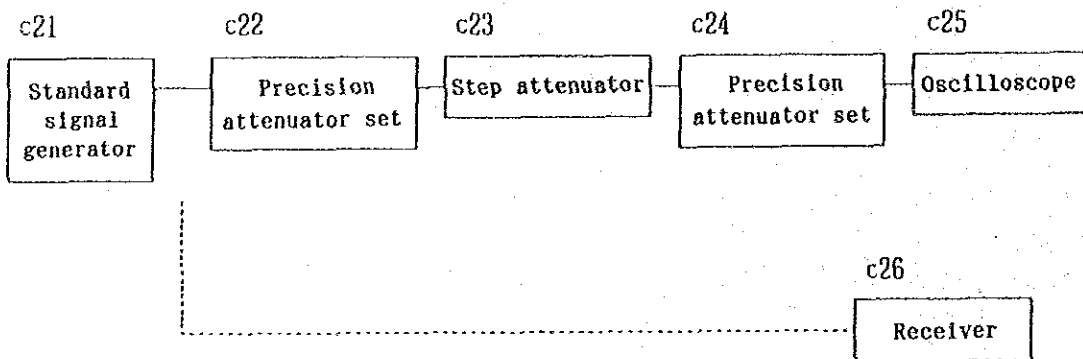 c21
c22
c23
c24
c25
Standard
signal
generator
Precision
attenuator set
Step attenuator
Precision
attenuator set
Oscilloscope
c26
Receiver